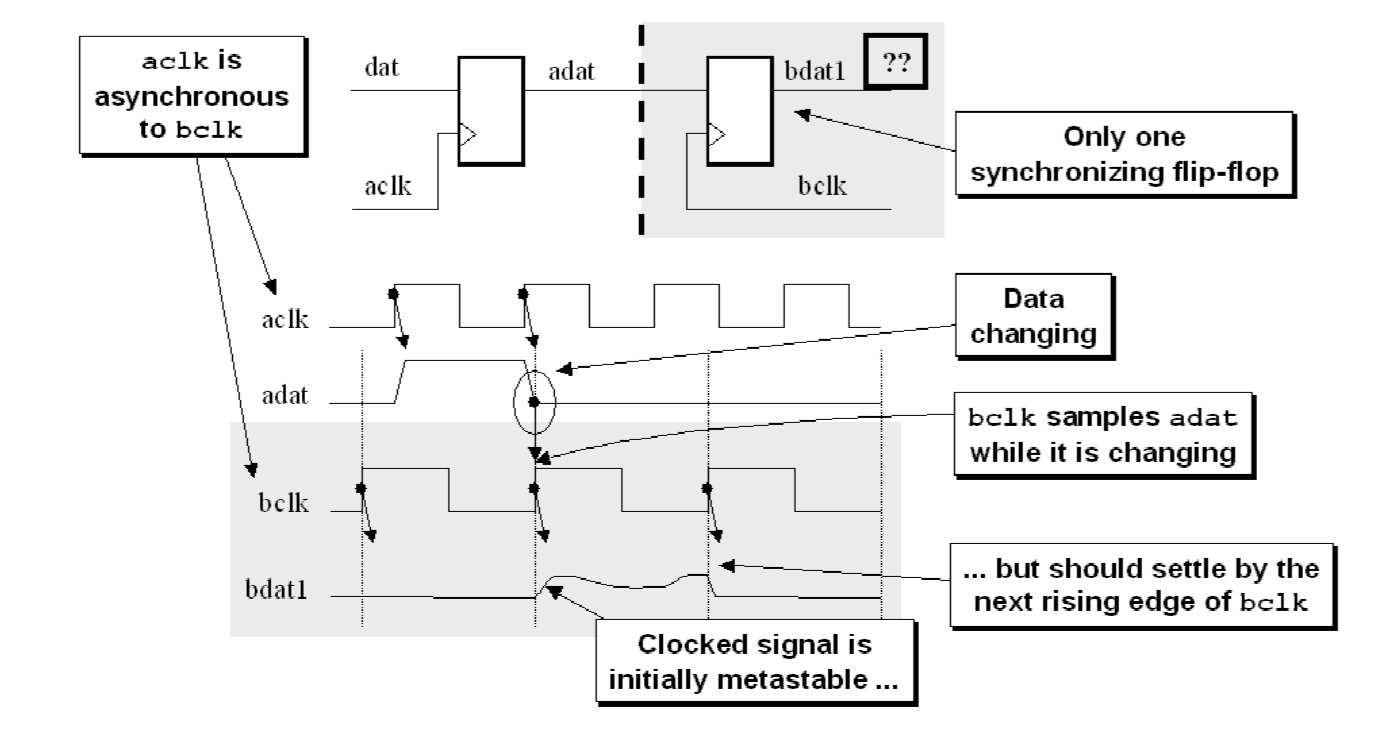 aclk is
asynchronous
to bclk
dat
adat
bdat1
??
aclk
bclk
Only one
synchronizing flip-flop
aclk
Data
changing
adat
bclk samples adat
while it is changing
bclk
... but should settle by the
next rising edge of bclk
bdat1
Clocked signal is
initially metastable ...